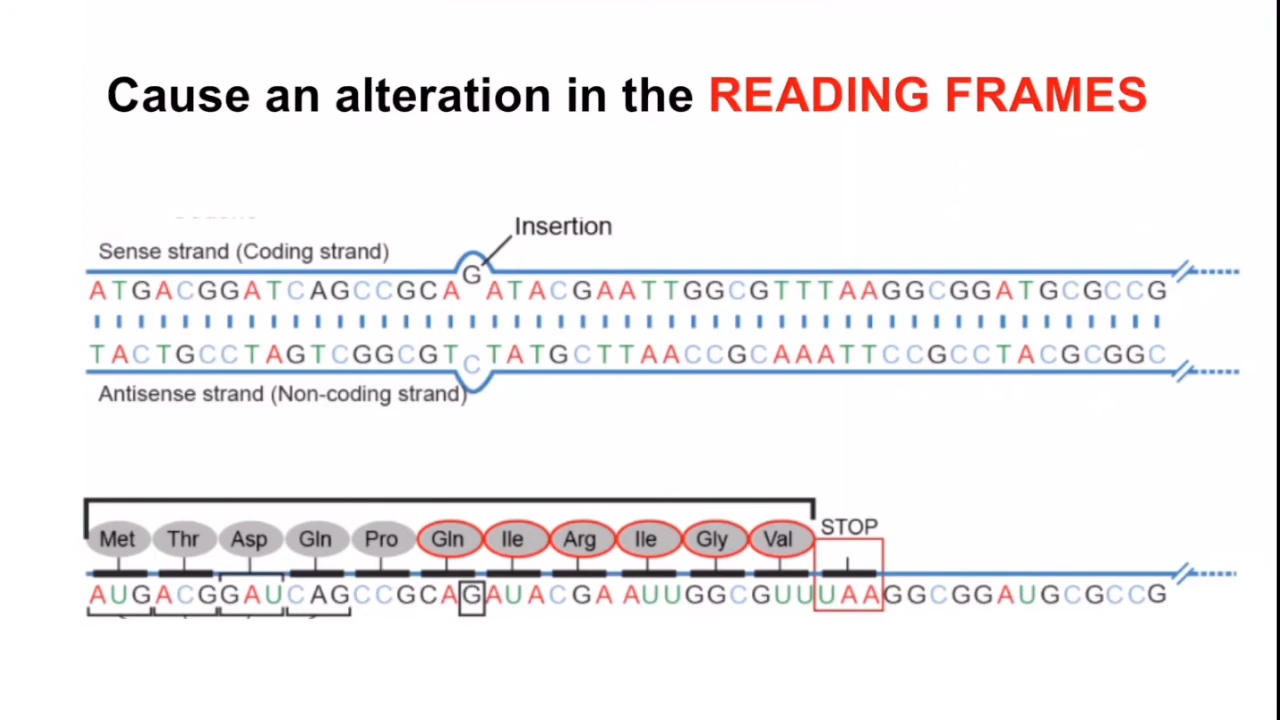 Cause an alteration in the READING FRAMES
Insertion
Sense strand (Coding strand)
G
ATGACGGATCAGCCGCA ATACGAATTGGCGTTTAAGGCGGATGCGCCG
TACTGCCTAGTCGGCGT TATGCTTAACCGCAAATTCCGCCTACGCGGC
C
Antisense strand (Non-coding strand)
STOP
Met Thr Asp Gln Pro Gln Ile Arg Ile Gly Val
AUGACGGAUCAGCCGCAGAUACGAAUUGGCGUUUAAGGCGGAUGCGCCG